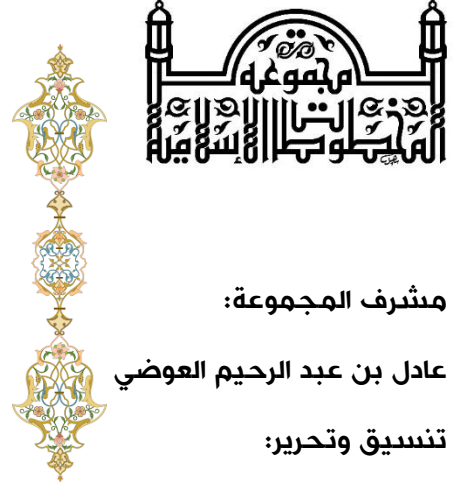 مجموعة
المخطوطات الإسلامية
مشرف المجموعة:
عادل بن عبد الرحيم العوضي
تنسيق وتحرير: